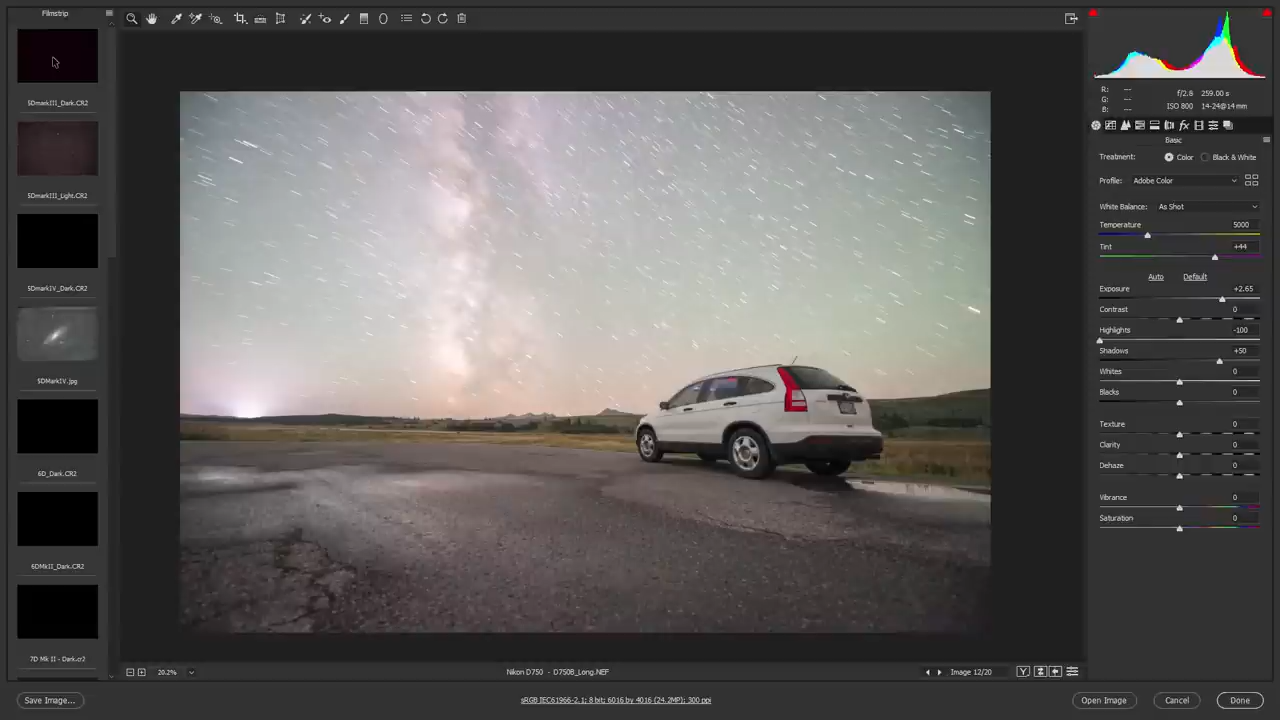 Filmstrip
5DmarkIII_Dark.CR2
5DmarkIII_Light.CR2
5DmarkIV_Dark.CR2
5DMarkIV.jpg
6D_Dark.CR2
6DMkII_Dark.CR2
7D Mk II - Dark.cr2
Save Image...
20.2%
Nikon D750 - D750B_Long.NEF
Image 12/20
Y
sRGB IEC61966-2.1; 8 bit; 6016 by 4016 (24.2MP); 300 ppi
R: ---
G: ---
B: ---
f/2.8 259.00 s
ISO 800 14-24@14 mm
fx
Basic
Treatment: Color Black & White
Profile: Adobe Color
White Balance: As Shot
Temperature 5000
Tint +44
Auto Default
Exposure +2.65
Contrast 0
Highlights -100
Shadows +50
Whites 0
Blacks 0
Texture 0
Clarity 0
Dehaze 0
Vibrance 0
Saturation 0
Open Image Cancel Done